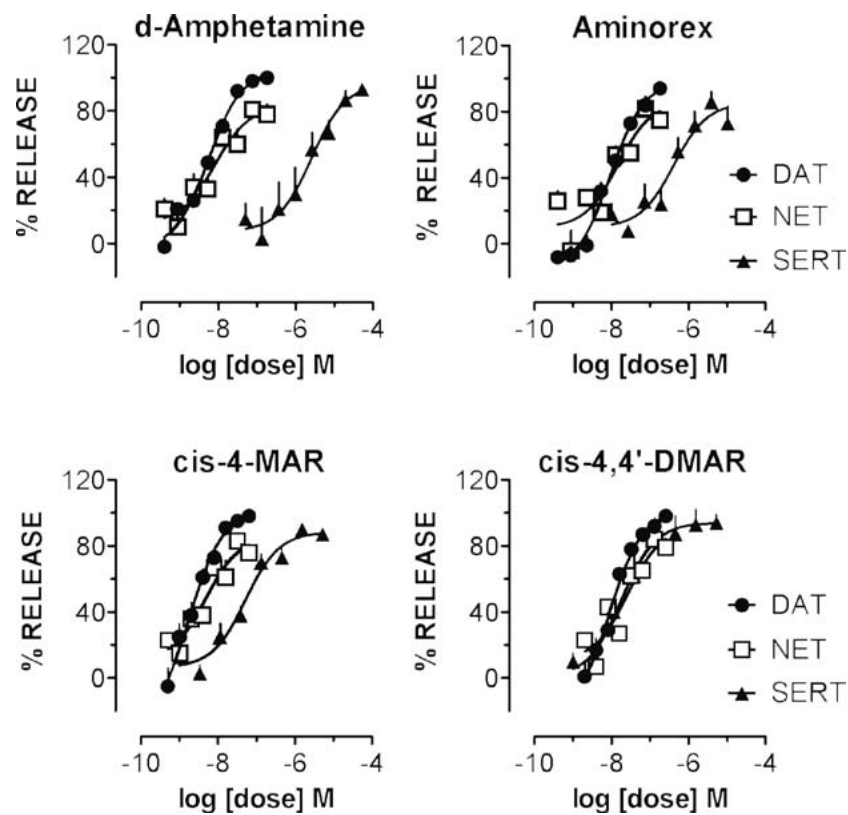 d-Amphetamine
120
80
40
0
% RELEASE
-10 -8 -6 -4
log [dose] M
Aminorex
120
80
40
0
% RELEASE
-10 -8 -6 -4
log [dose] M
DAT
NET
SERT
cis-4-MAR
120
80
40
0
% RELEASE
-10 -8 -6 -4
log [dose] M
cis-4,4'-DMAR
120
80
40
0
% RELEASE
-10 -8 -6 -4
log [dose] M
DAT
NET
SERT